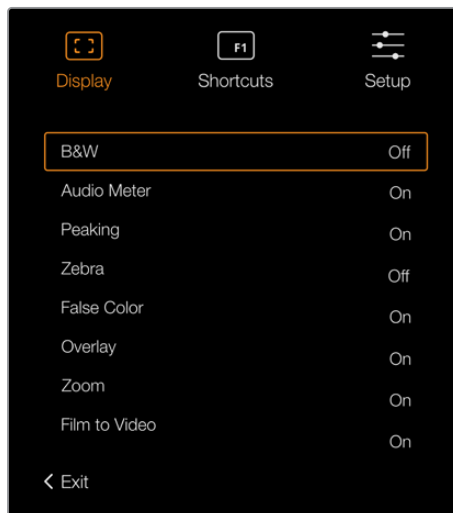 F1
Display Shortcuts Setup
B&W Off
Audio Meter On
Peaking On
Zebra Off
False Color On
Overlay On
Zoom On
Film to Video On
Exit